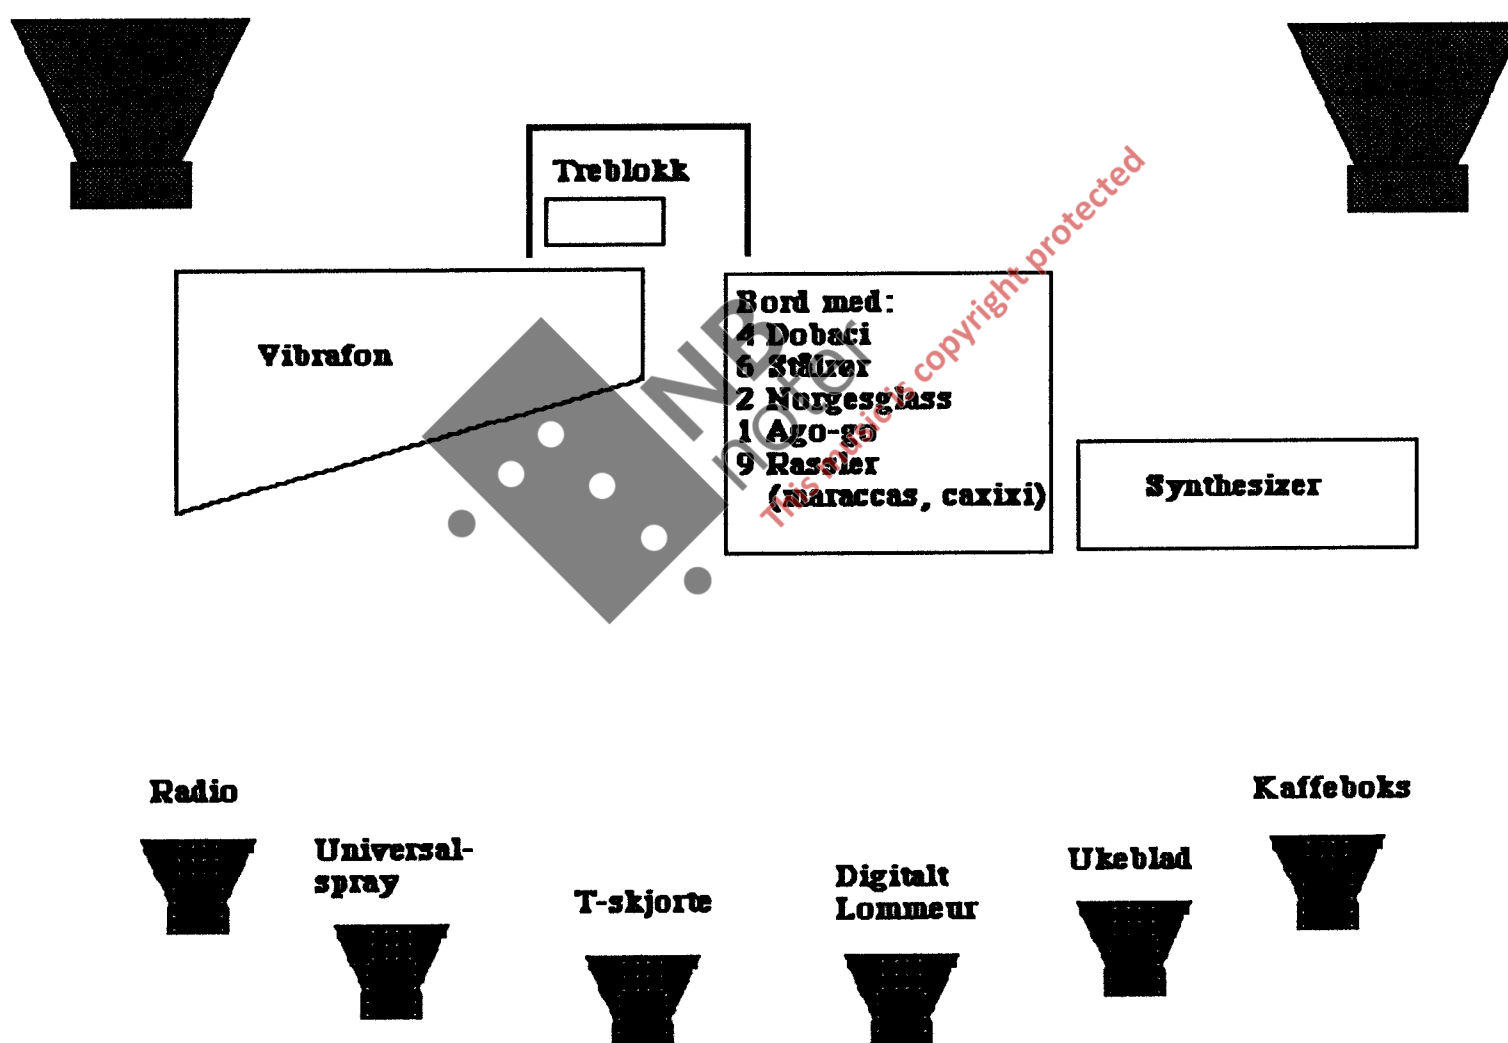 Treblokk
Vibrafon
Bord med:
4 Dobaci
6 Stålrør
2 Norgesglass
1 Ago-go
9 Rassler
(maraccas, caxixi)
Synthesizer
NB
noter
This music is copyright protected
Radio
Universal-
spray
T-skjorte
Digitalt
Lommeur
Ukeblad
Kaffeboks